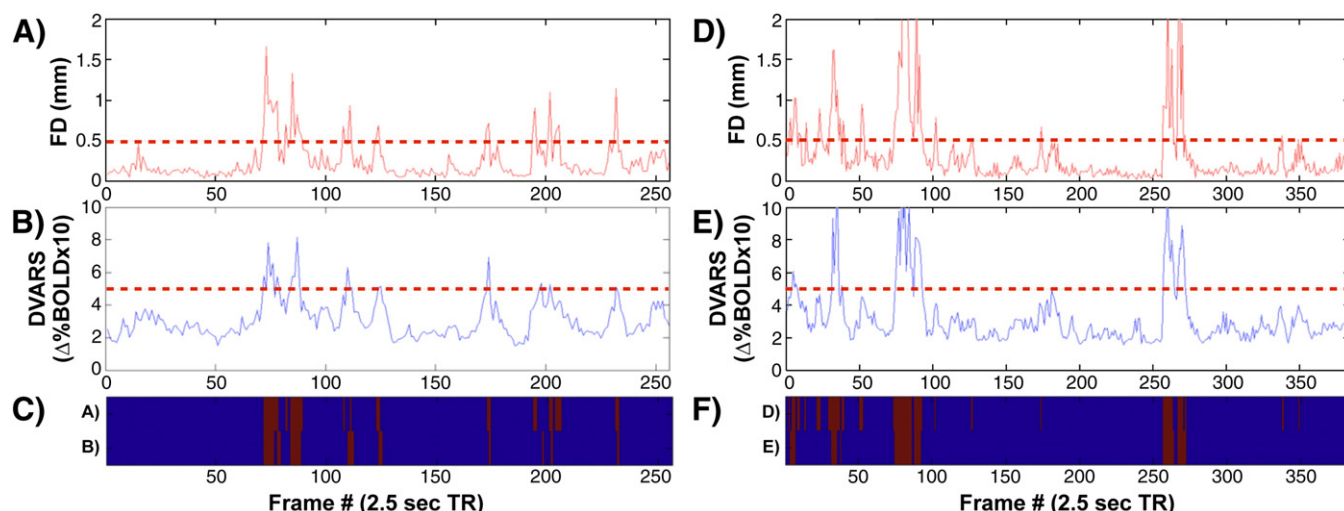 A)
FD (mm)
2
1.5
1
0.5
0
0 50 100 150 200 250
B)
DVARS
(Δ%BOLDx10)
10
8
6
4
2
0
0 50 100 150 200 250
C)
A)
B)
50 100 150 200 250
Frame # (2.5 sec TR)
D)
FD (mm)
2
1.5
1
0.5
0
0 50 100 150 200 250 300 350
E)
DVARS
(Δ%BOLDx10)
10
8
6
4
2
0
0 50 100 150 200 250 300 350
F)
D)
E)
50 100 150 200 250 300 350
Frame # (2.5 sec TR)